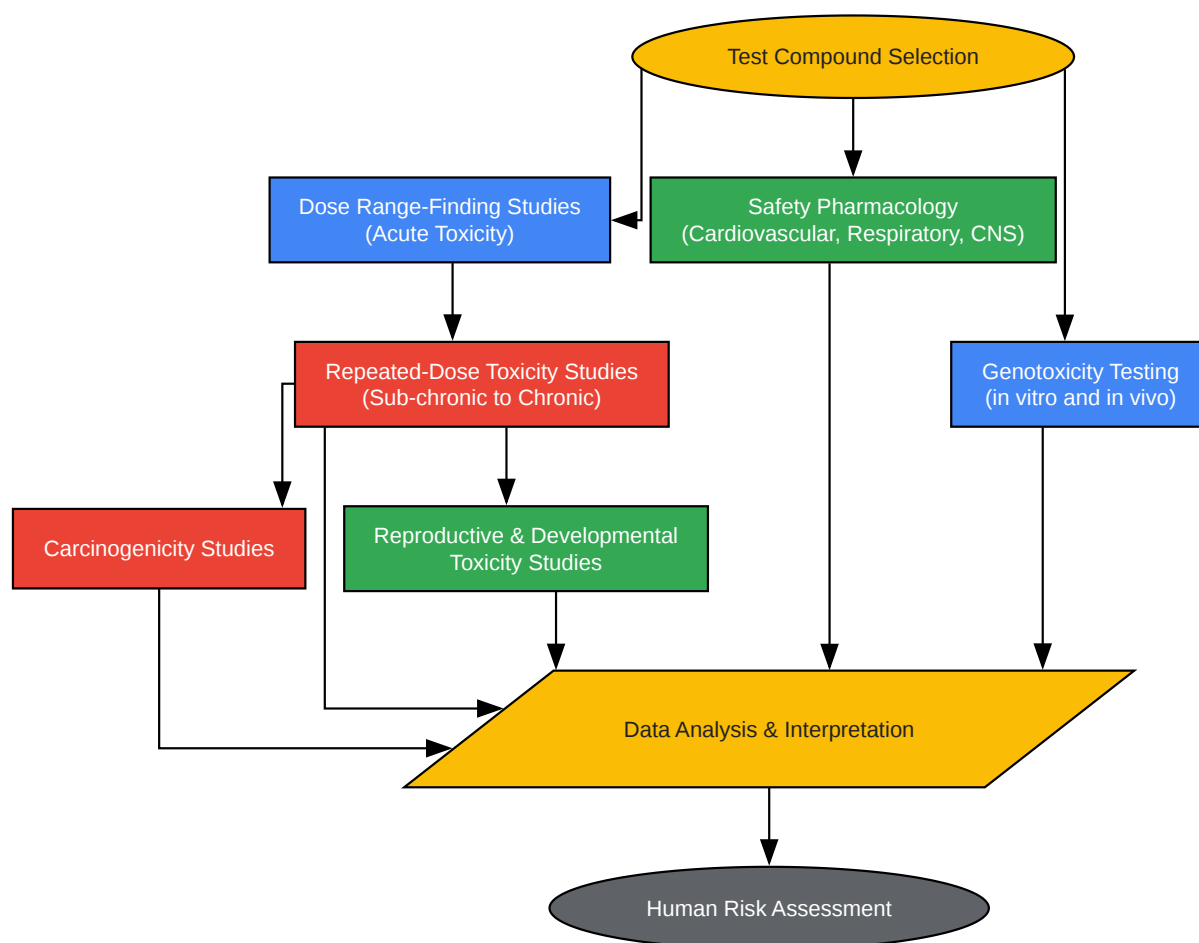 Test Compound Selection
Dose Range-Finding Studies
(Acute Toxicity)
Safety Pharmacology
(Cardiovascular, Respiratory, CNS)
Repeated-Dose Toxicity Studies
(Sub-chronic to Chronic)
Genotoxicity Testing
(in vitro and in vivo)
Carcinogenicity Studies
Reproductive & Developmental
Toxicity Studies
Data Analysis & Interpretation
Human Risk Assessment